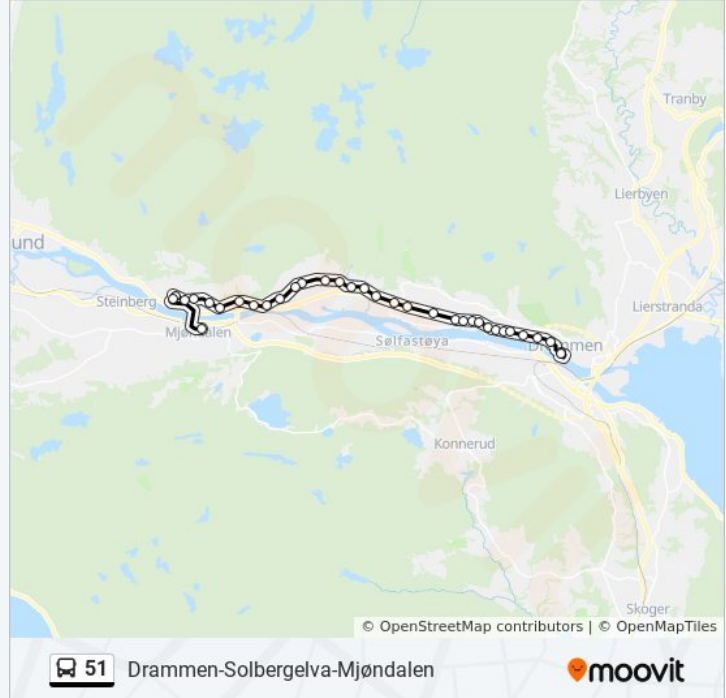 Tranby
Lierbyen
und
Steinberg
Lierstranda
Mjøndalen
Sølfastøya
Drammen
Konnerud
Skoger
© OpenStreetMap contributors | © OpenMapTiles
51 Drammen-Solbergelva-Mjøndalen
moovit